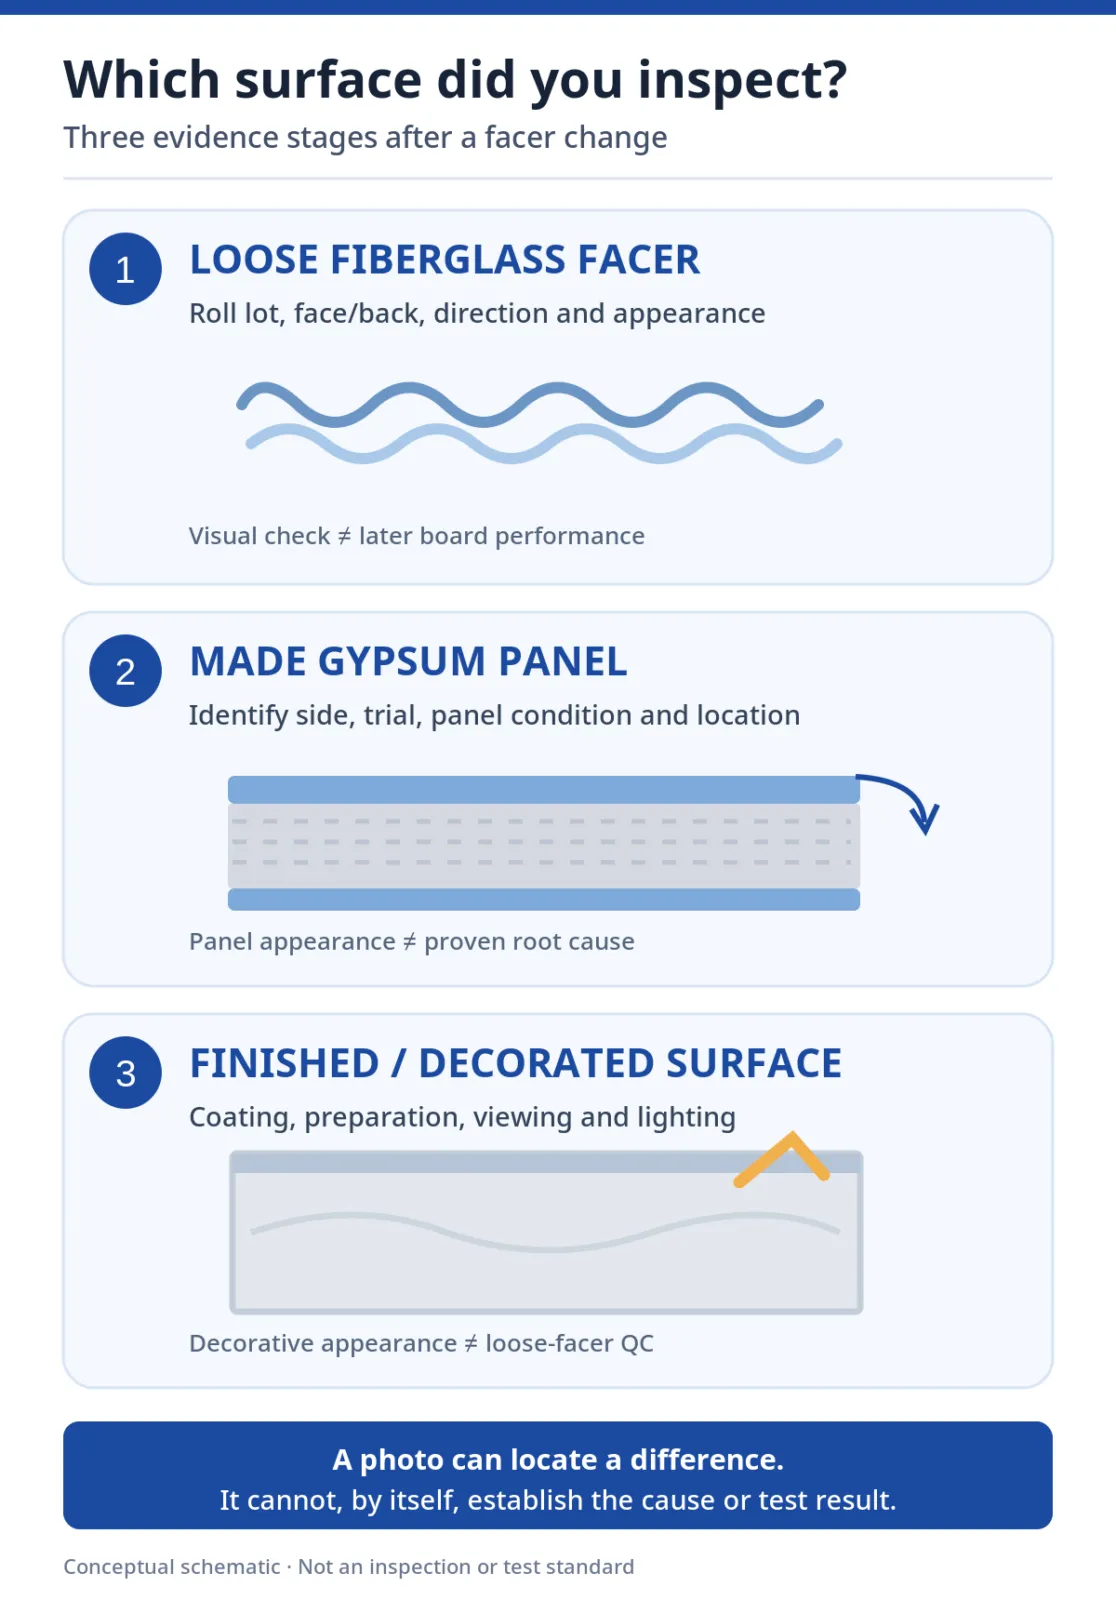 Which surface did you inspect?
Three evidence stages after a facer change
1
LOOSE FIBERGLASS FACER
Roll lot, face/back, direction and appearance
Visual check ≠ later board performance
2
MADE GYPSUM PANEL
Identify side, trial, panel condition and location
Panel appearance ≠ proven root cause
3
FINISHED / DECORATED SURFACE
Coating, preparation, viewing and lighting
Decorative appearance ≠ loose-facer QC
A photo can locate a difference.
It cannot, by itself, establish the cause or test result.
Conceptual schematic · Not an inspection or test standard